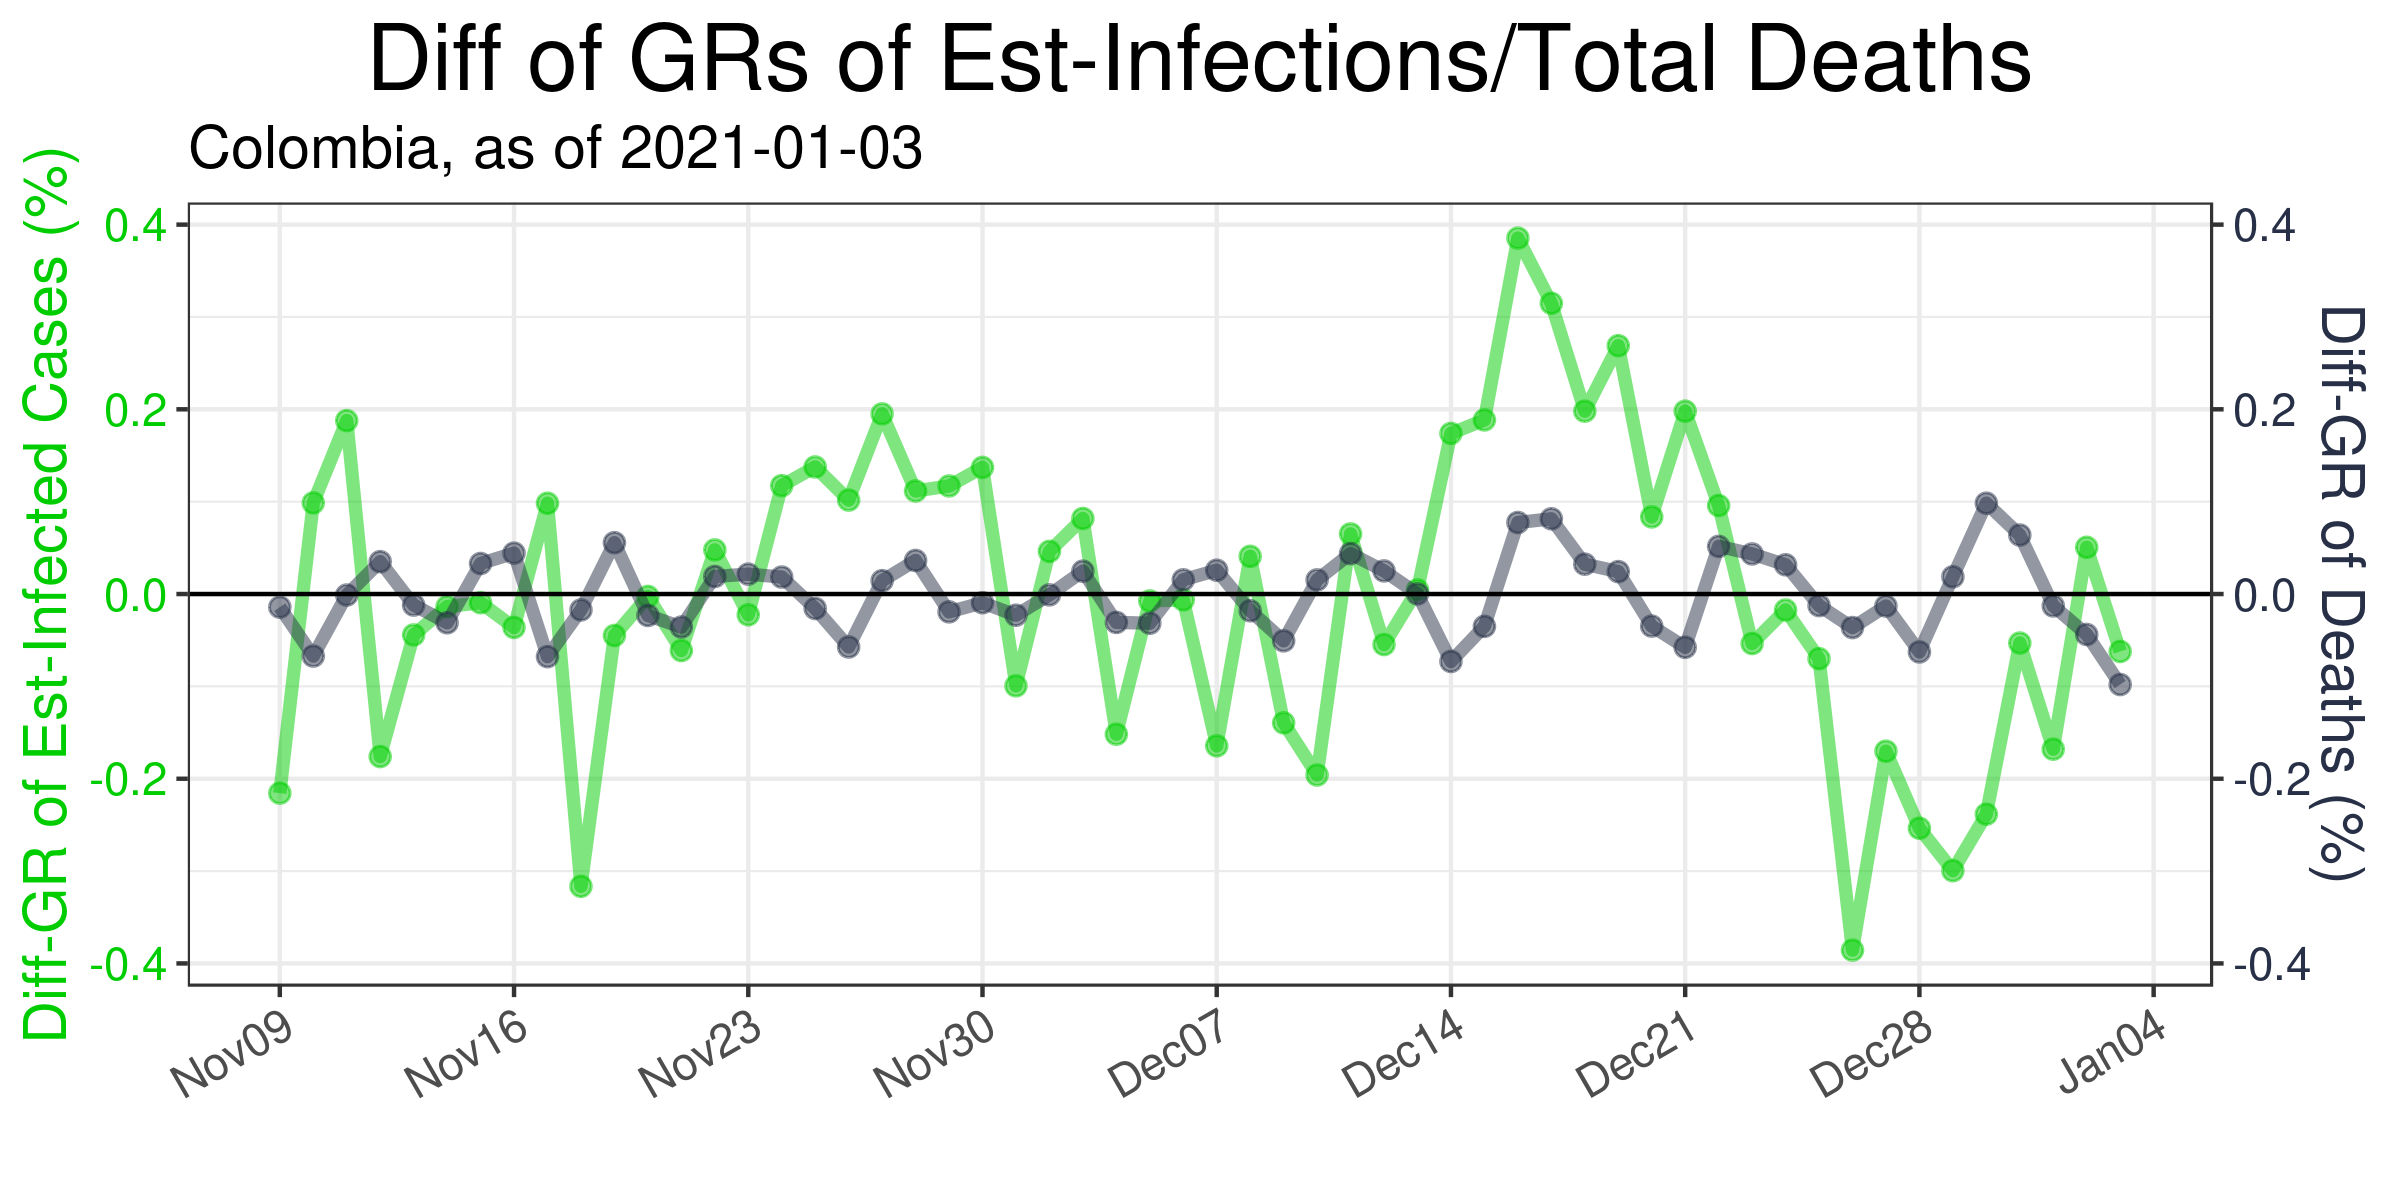 Diff of GRs of Est-Infections/Total Deaths
Colombia, as of 2021-01-03
Diff-GR of Est-Infected Cases (%)
0.4
0.2
0.0
-0.2
-0.4
0.4
0.2
0.0
-0.2
-0.4
Diff-GR of Deaths (%)
Nov09
Nov16
Nov23
Nov30
Dec07
Dec14
Dec21
Dec28
Jan04